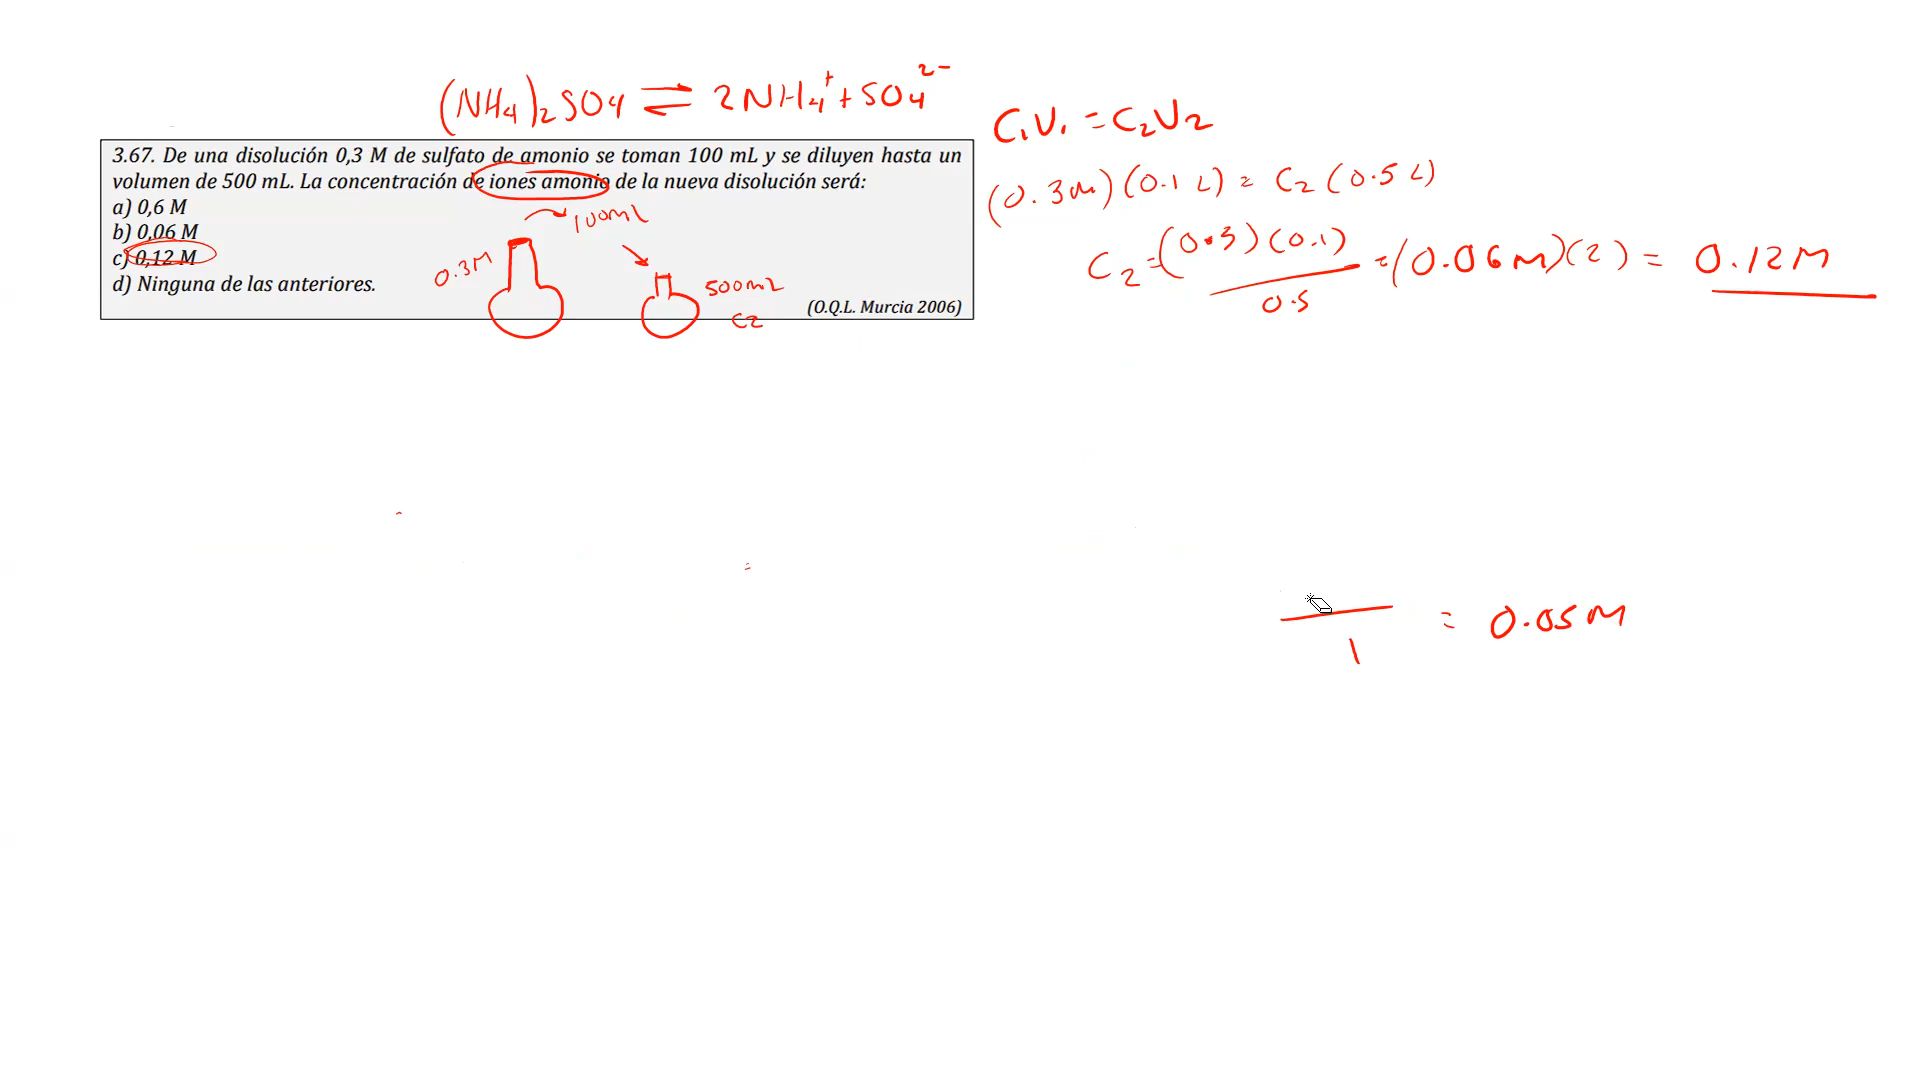 (NH4)2SO4 ⇌ 2NH4+ + SO4 2-
3.67. De una disolución 0,3 M de sulfato de amonio se toman 100 mL y se diluyen hasta un
volumen de 500 mL. La concentración de iones amonio de la nueva disolución será:
a) 0,6 M
b) 0,06 M
c) 0,12 M
d) Ninguna de las anteriores.
(O.Q.L. Murcia 2006)
100mL
0.3M
500mL
C2
C1V1 = C2V2
(0.3M)(0.1 L) = C2 (0.5 L)
C2 = (0.3)(0.1) = (0.06M)(2) = 0.12M
0.5
= 0.05M
1